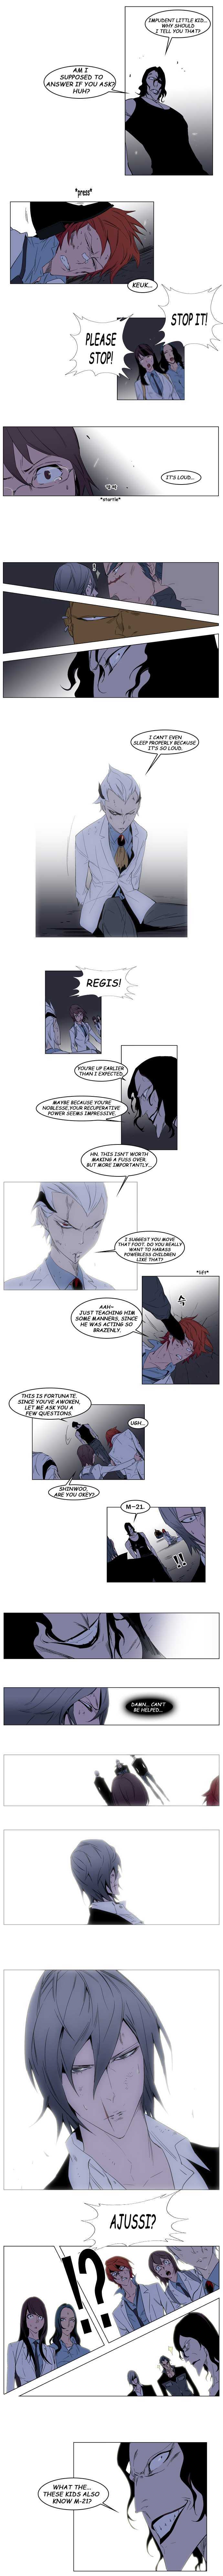 IMPUDENT LITTLE KID...
WHY SHOULD
I TELL YOU THAT?
AM I
SUPPOSED TO
ANSWER IF YOU ASK?
HUH?
*press*
KEUK...
STOP IT!
PLEASE
STOP!
IT'S LOUD...
*startle*
I CAN'T EVEN
SLEEP PROPERLY BECAUSE
IT'S SO LOUD.
REGIS!
YOU'RE UP EARLIER
THAN I EXPECTED.
MAYBE BECAUSE YOU'RE
NOBLESSE, YOUR RECUPERATIVE
POWER SEEMS IMPRESSIVE.
HN. THIS ISN'T WORTH
MAKING A FUSS OVER.
BUT MORE IMPORTANTLY...
I SUGGEST YOU MOVE
THAT FOOT. DO YOU REALLY
WANT TO HARASS
POWERLESS CHILDREN
LIKE THAT?
*lift*
슥
AAH~
JUST TEACHING HIM
SOME MANNERS, SINCE
HE WAS ACTING SO
BRAZENLY.
THIS IS FORTUNATE.
SINCE YOU'VE AWOKEN,
LET ME ASK YOU A
FEW QUESTIONS.
UGH...
SHINWOO,
ARE YOU OKEY?
M-21.
!!
DAMN... CAN'T
BE HELPED...
AJUSSI?
!?
WHAT THE...
THESE KIDS ALSO
KNOW M-21?